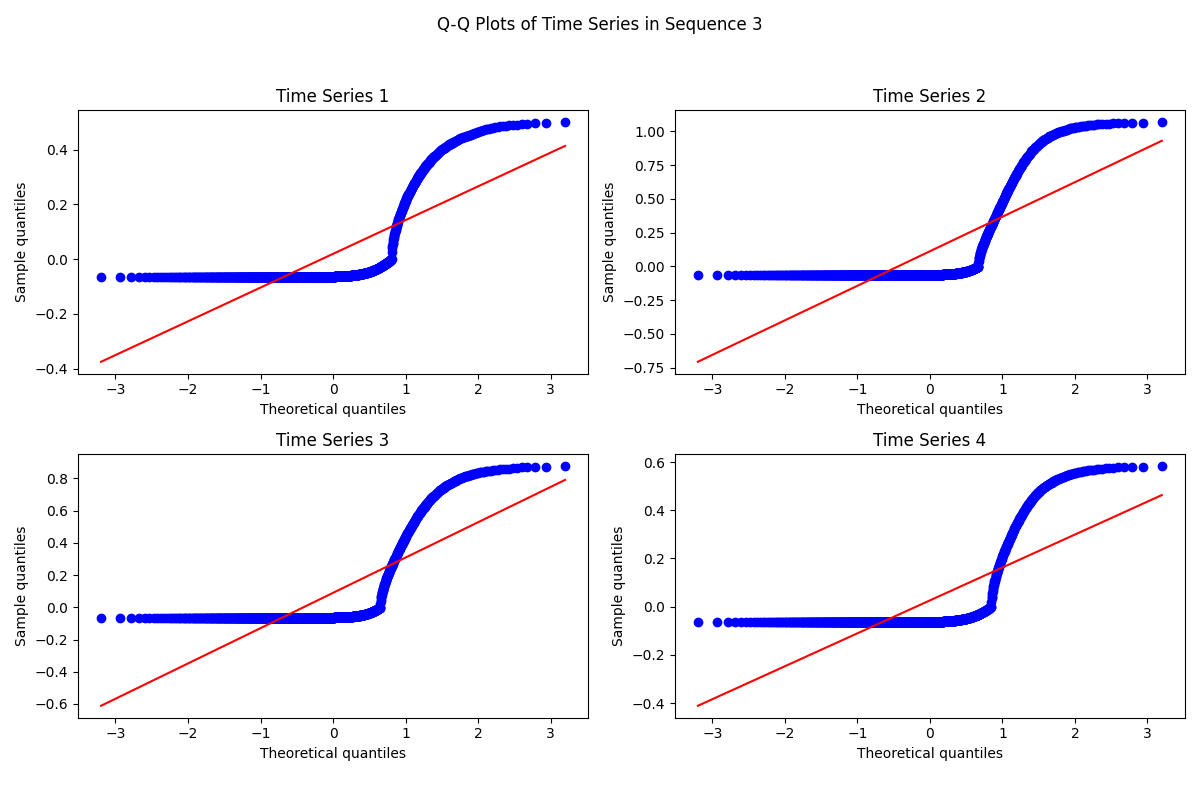 Q-Q Plots of Time Series in Sequence 3
Time Series 1
Sample quantiles
0.4
0.2
0.0
−0.2
−0.4
−3 −2 −1 0 1 2 3
Theoretical quantiles
Time Series 2
Sample quantiles
1.00
0.75
0.50
0.25
0.00
−0.25
−0.50
−0.75
−3 −2 −1 0 1 2 3
Theoretical quantiles
Time Series 3
Sample quantiles
0.8
0.6
0.4
0.2
0.0
−0.2
−0.4
−0.6
−3 −2 −1 0 1 2 3
Theoretical quantiles
Time Series 4
Sample quantiles
0.6
0.4
0.2
0.0
−0.2
−0.4
−3 −2 −1 0 1 2 3
Theoretical quantiles